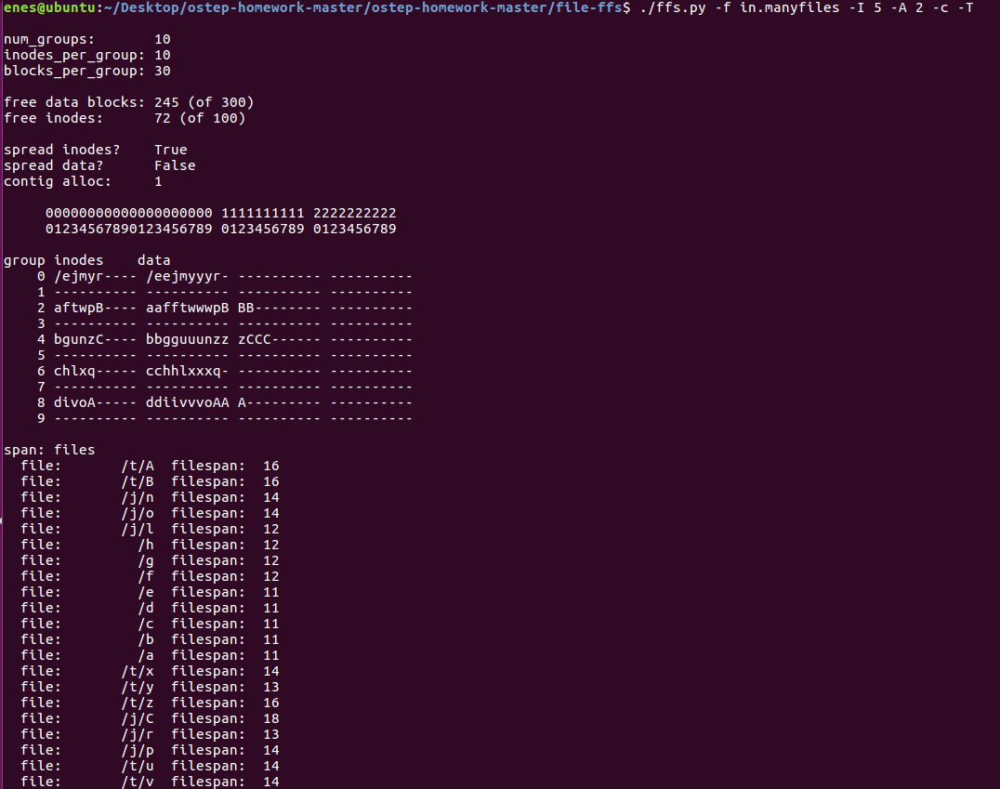 enes@ubuntu:~/Desktop/ostep-homework-master/ostep-homework-master/file-ffs$ ./ffs.py -f in.manyfiles -I 5 -A 2 -c -T
num_groups:       10
inodes_per_group: 10
blocks_per_group: 30
free data blocks: 245 (of 300)
free inodes:      72 (of 100)
spread inodes?    True
spread data?      False
contig alloc:     1
     00000000000000000000 1111111111 2222222222
     01234567890123456789 0123456789 0123456789
group inodes    data
    0 /ejmyr---- /eejmyyyr- ---------- ----------
    1 ---------- ---------- ---------- ----------
    2 aftwpB---- aafftwwwpB BB-------- ----------
    3 ---------- ---------- ---------- ----------
    4 bgunzC---- bbgguuunzz zCCC------ ----------
    5 ---------- ---------- ---------- ----------
    6 chlxq----- cchhlxxxq- ---------- ----------
    7 ---------- ---------- ---------- ----------
    8 divoA----- ddiivvvoAA A--------- ----------
    9 ---------- ---------- ---------- ----------
span: files
  file:       /t/A  filespan:  16
  file:       /t/B  filespan:  16
  file:       /j/n  filespan:  14
  file:       /j/o  filespan:  14
  file:       /j/l  filespan:  12
  file:         /h  filespan:  12
  file:         /g  filespan:  12
  file:         /f  filespan:  12
  file:         /e  filespan:  11
  file:         /d  filespan:  11
  file:         /c  filespan:  11
  file:         /b  filespan:  11
  file:         /a  filespan:  11
  file:       /t/x  filespan:  14
  file:       /t/y  filespan:  13
  file:       /t/z  filespan:  16
  file:       /j/C  filespan:  18
  file:       /j/r  filespan:  13
  file:       /j/p  filespan:  14
  file:       /t/u  filespan:  14
  file:       /t/v  filespan:  14